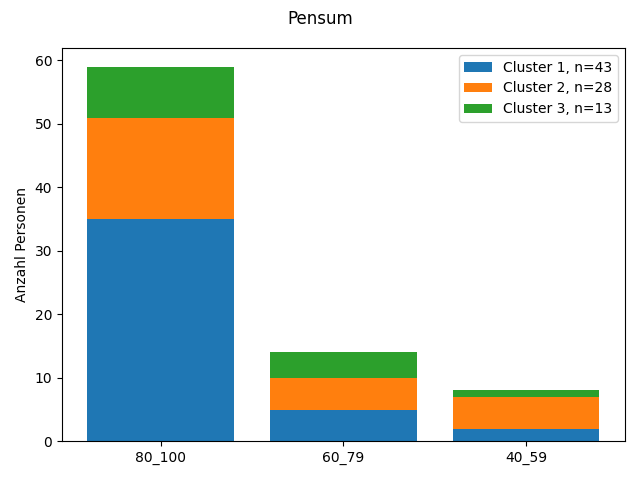 Pensum
Cluster 1, n=43
Cluster 2, n=28
Cluster 3, n=13
Anzahl Personen
60
50
40
30
20
10
0
80_100
60_79
40_59